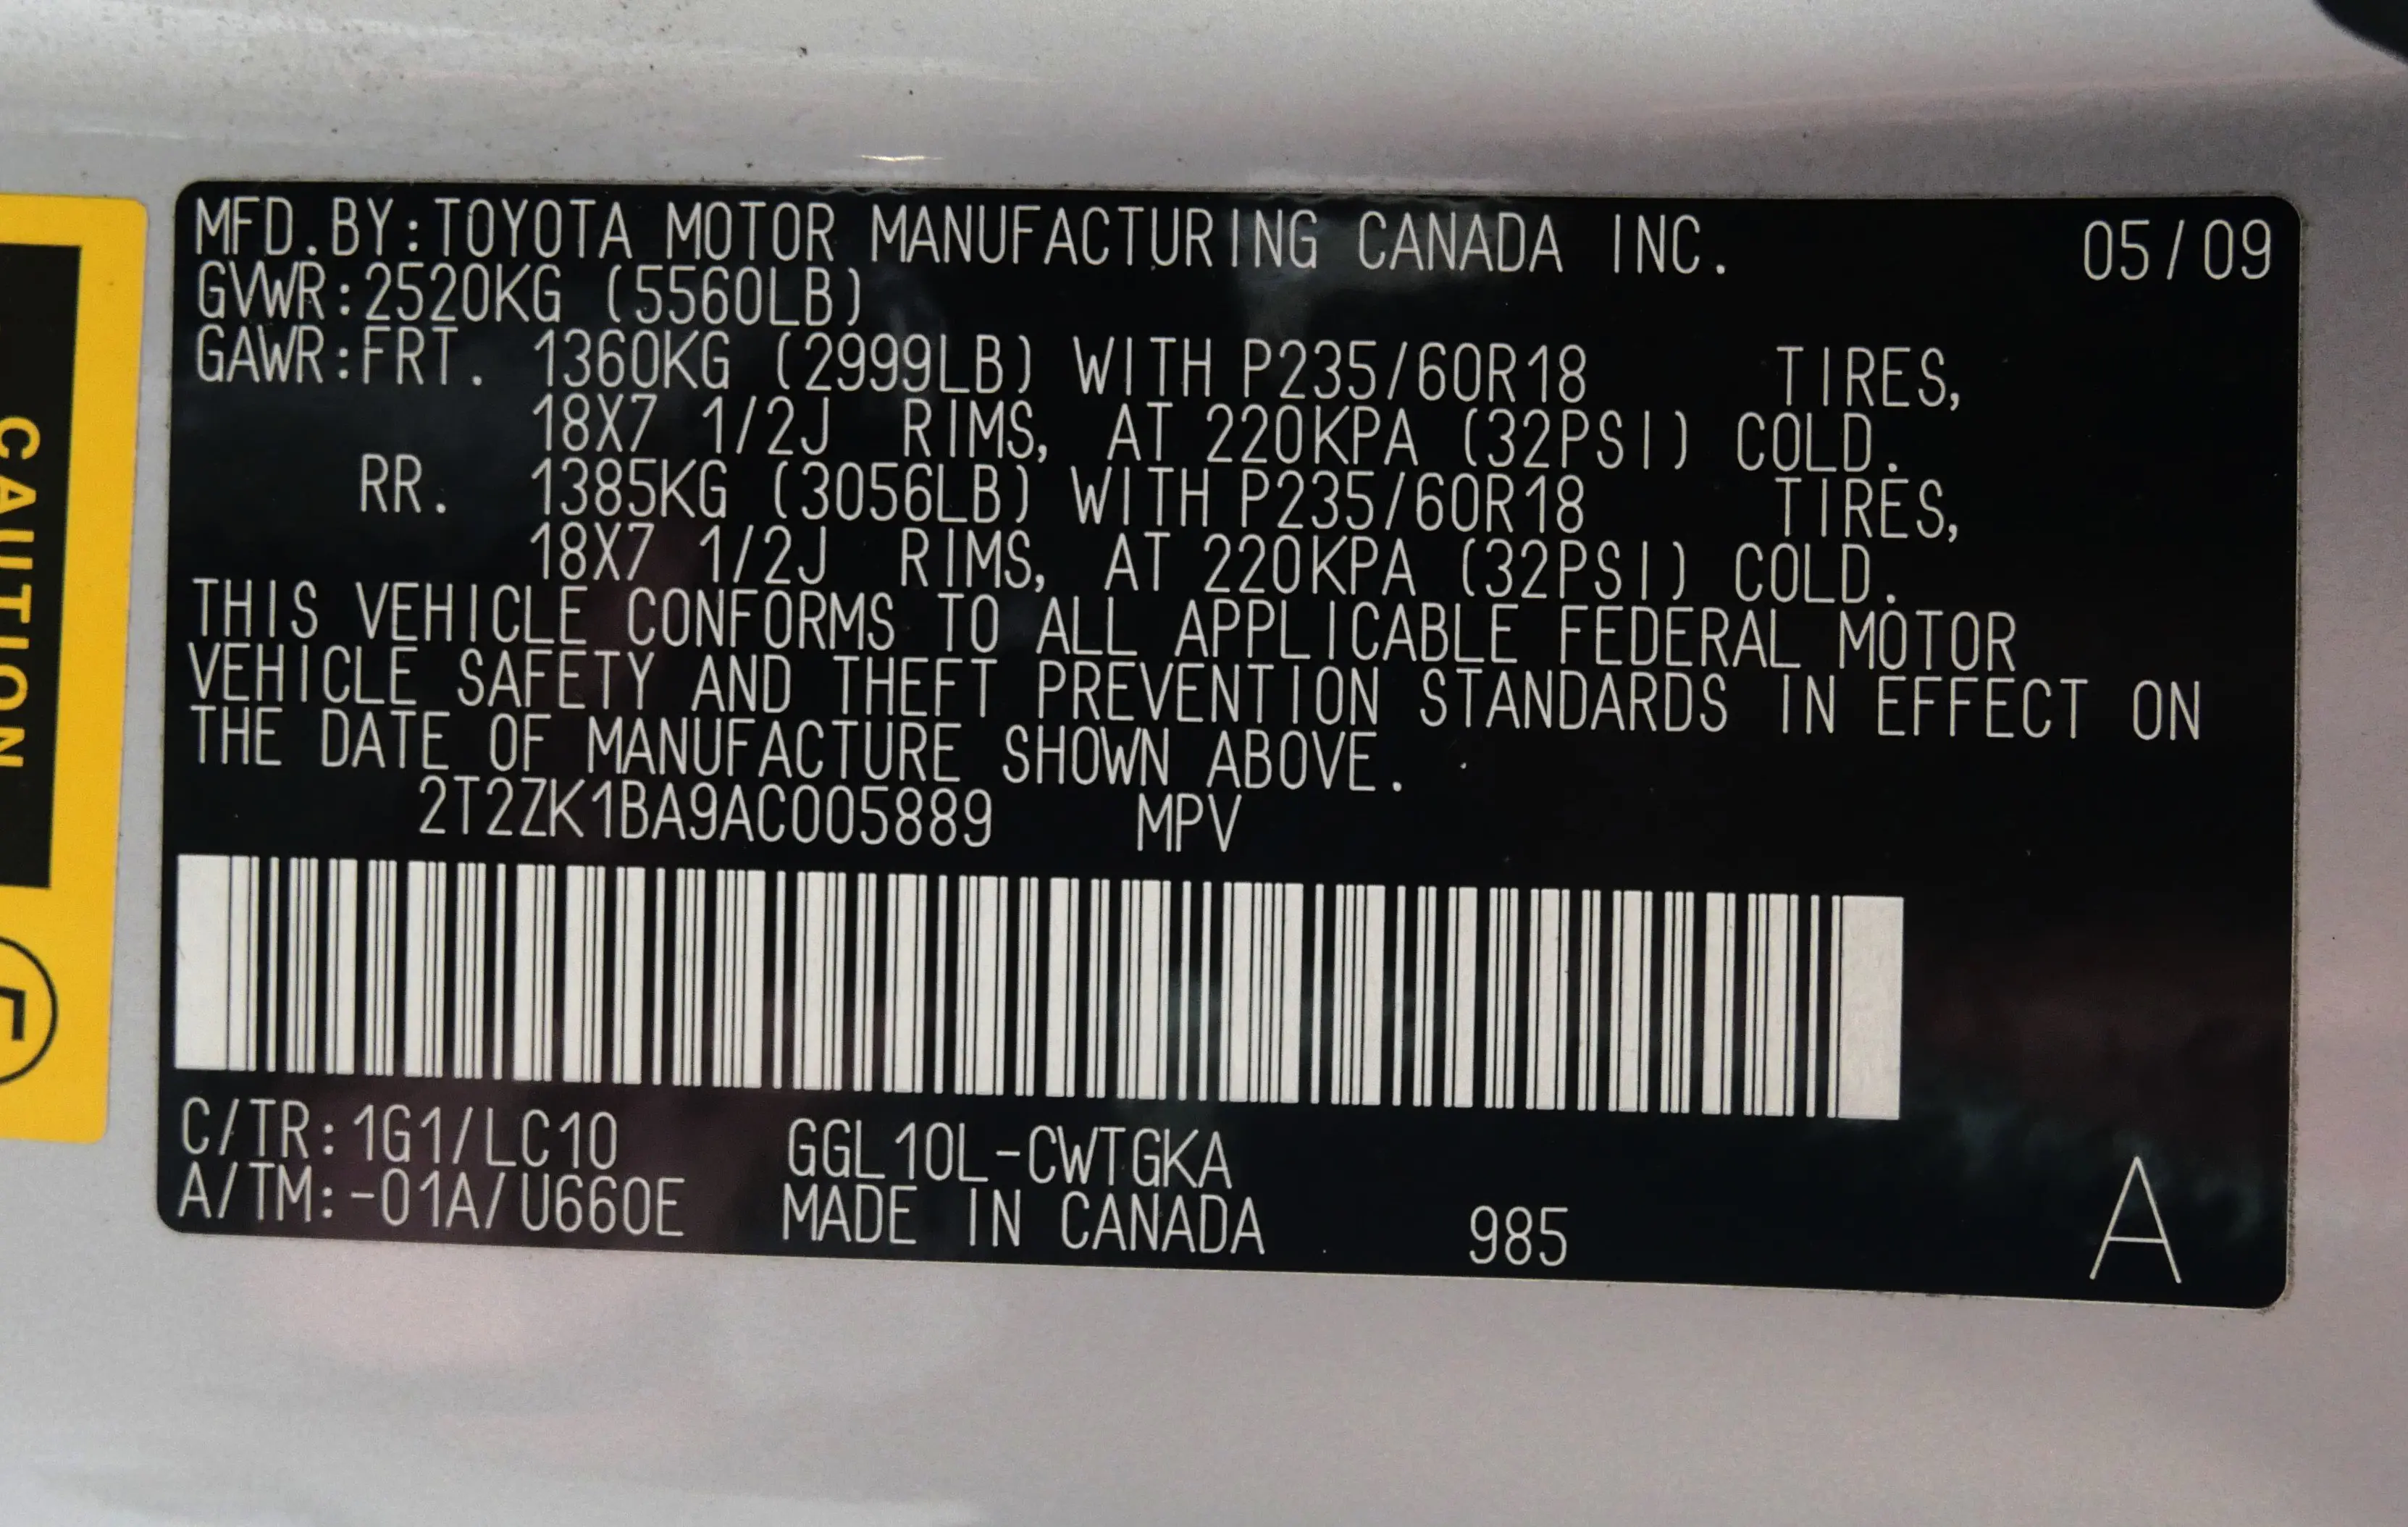 MFD.BY:TOYOTA MOTOR MANUFACTURING CANADA INC. 05/09
GVWR:2520KG (5560LB)
GAWR:FRT. 1360KG (2999LB) WITH P235/60R18 TIRES,
18X7 1/2J RIMS, AT 220KPA (32PSI) COLD.
RR. 1385KG (3056LB) WITH P235/60R18 TIRES,
18X7 1/2J RIMS, AT 220KPA (32PSI) COLD.
THIS VEHICLE CONFORMS TO ALL APPLICABLE FEDERAL MOTOR
VEHICLE SAFETY AND THEFT PREVENTION STANDARDS IN EFFECT ON
THE DATE OF MANUFACTURE SHOWN ABOVE.
2T2ZK1BA9AC005889 MPV
C/TR:1G1/LC10 GGL10L-CWTGKA
A/TM:-01A/U660E MADE IN CANADA 985 A
CAUTION